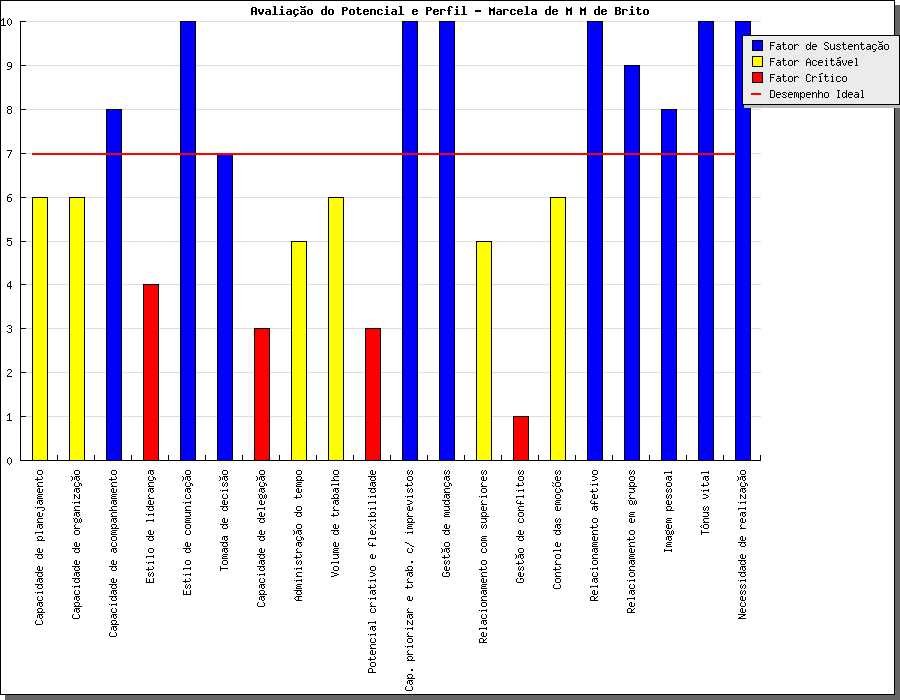 Avaliação do Potencial e Perfil - Marcela de M M de Brito
Fator de Sustentação
Fator Aceitável
Fator Crítico
Desempenho Ideal
10
9
8
7
6
5
4
3
2
1
0
Capacidade de planejamento
Capacidade de organização
Capacidade de acompanhamento
Estilo de liderança
Estilo de comunicação
Tomada de decisão
Capacidade de delegação
Administração do tempo
Volume de trabalho
Potencial criativo e flexibilidade
Cap. priorizar e trab. c/ imprevistos
Gestão de mudanças
Relacionamento com superiores
Gestão de conflitos
Controle das emoções
Relacionamento afetivo
Relacionamento em grupos
Imagem pessoal
Tônus vital
Necessidade de realização